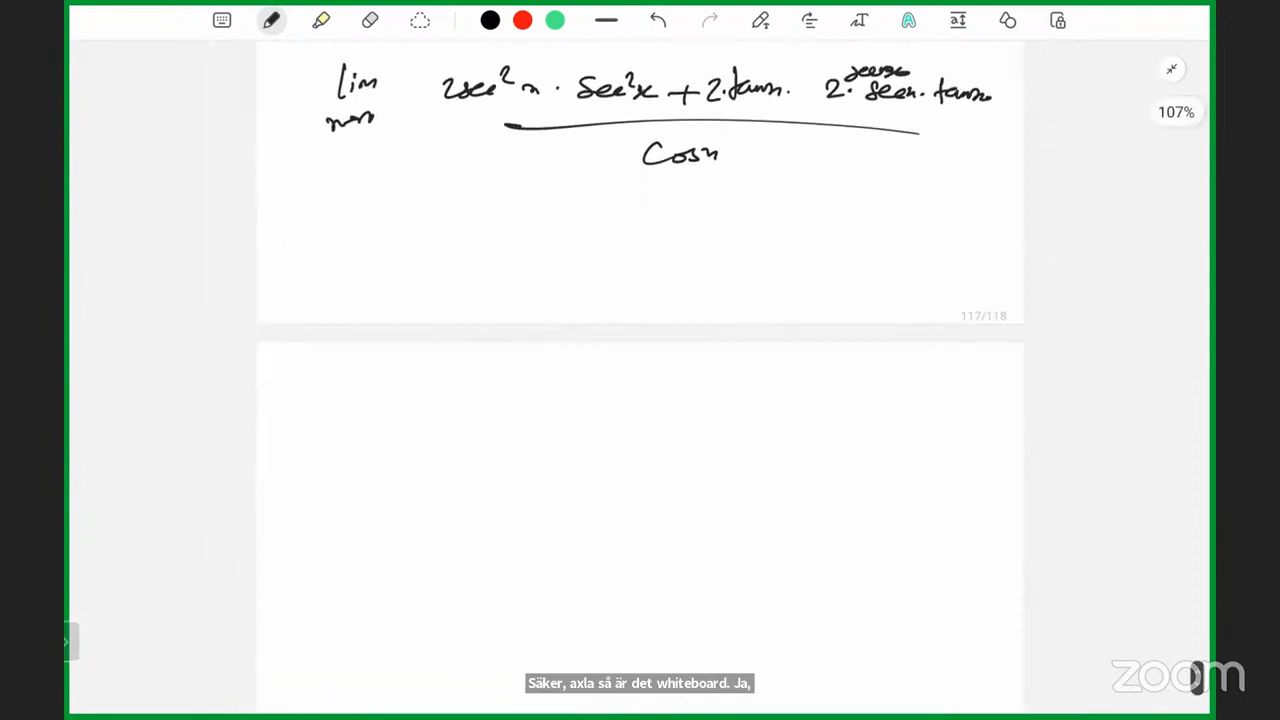 secx
lim 2sec²x · Sec²x + 2·tanx · 2· secx · tanx
107%
Cosx
117/118
Säker, axla så är det whiteboard. Ja,
zoom